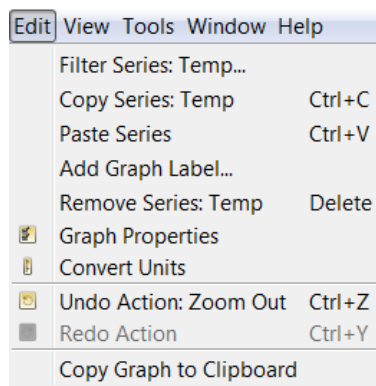 Edit View Tools Window Help
Filter Series: Temp...
Copy Series: Temp Ctrl+C
Paste Series Ctrl+V
Add Graph Label...
Remove Series: Temp Delete
Graph Properties
Convert Units
Undo Action: Zoom Out Ctrl+Z
Redo Action Ctrl+Y
Copy Graph to Clipboard